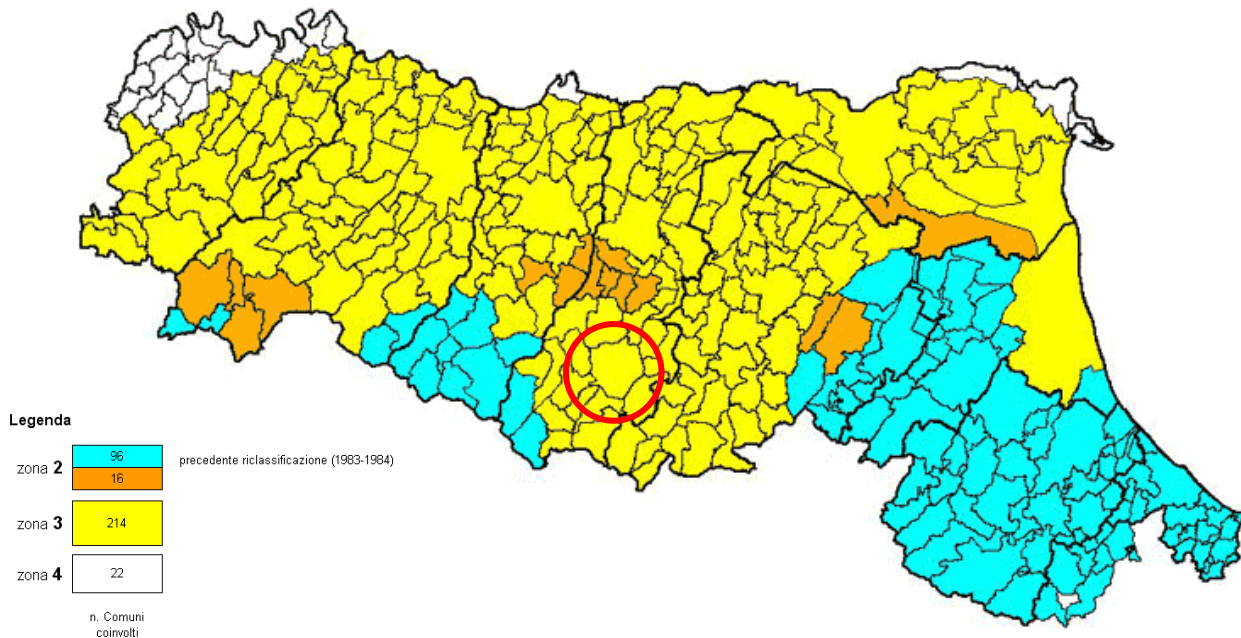 Legenda
zona 2
96
16
precedente riclassificazione (1983-1984)
zona 3
214
zona 4
22
n. Comuni
coinvolti